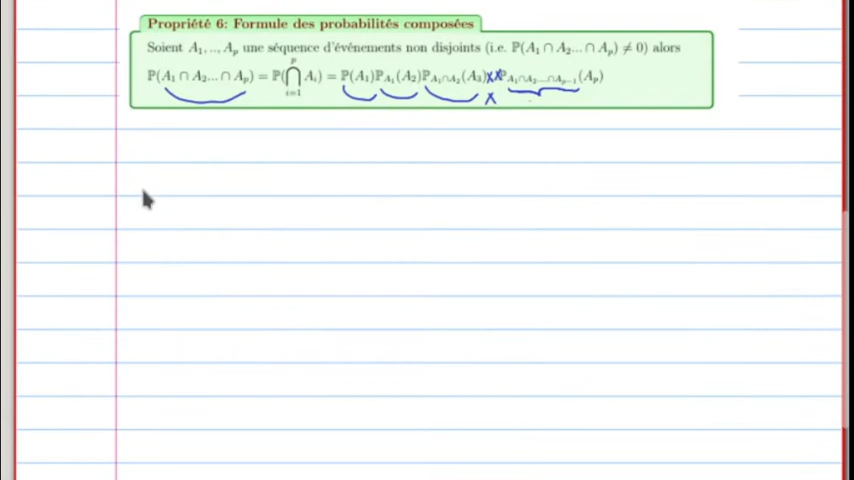 Propriété 6: Formule des probabilités composées
Soient A₁, .., Aₚ une séquence d'événements non disjoints (i.e. ℙ(A₁ ∩ A₂... ∩ Aₚ) ≠ 0) alors
ℙ(A₁ ∩ A₂... ∩ Aₚ) = ℙ(⋂ᵢ₌₁ᵖ Aᵢ) = ℙ(A₁)ℙ_{A₁}(A₂)ℙ_{A₁∩A₂}(A₃)××ℙ_{A₁∩A₂...∩Aₚ₋₁}(Aₚ)
×